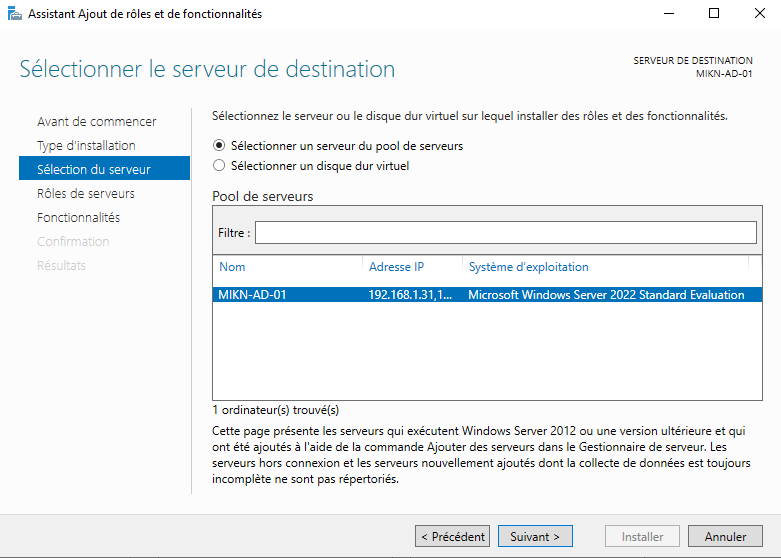 Assistant Ajout de rôles et de fonctionnalités
Sélectionner le serveur de destination
SERVEUR DE DESTINATION
MIKN-AD-01
Avant de commencer
Type d'installation
Sélection du serveur
Rôles de serveurs
Fonctionnalités
Confirmation
Résultats
Sélectionnez le serveur ou le disque dur virtuel sur lequel installer des rôles et des fonctionnalités.
Sélectionner un serveur du pool de serveurs
Sélectionner un disque dur virtuel
Pool de serveurs
Filtre :
Nom Adresse IP Système d'exploitation
MIKN-AD-01 192.168.1.31,1... Microsoft Windows Server 2022 Standard Evaluation
1 ordinateur(s) trouvé(s)
Cette page présente les serveurs qui exécutent Windows Server 2012 ou une version ultérieure et qui
ont été ajoutés à l'aide de la commande Ajouter des serveurs dans le Gestionnaire de serveur. Les
serveurs hors connexion et les serveurs nouvellement ajoutés dont la collecte de données est toujours
incomplète ne sont pas répertoriés.
< Précédent Suivant > Installer Annuler